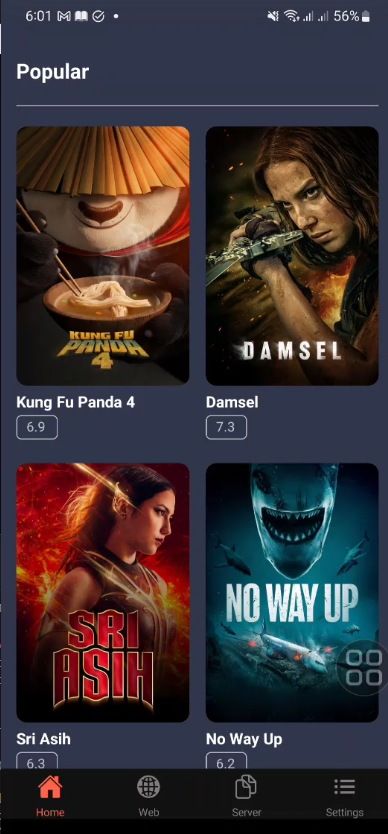 6:01
56%
Popular
KUNG FU
PANDA
4
DAMSEL
Kung Fu Panda 4
Damsel
6.9
7.3
SRI
ASIH
NO WAY UP
Sri Asih
No Way Up
6.3
6.2
Home
Web
Server
Settings